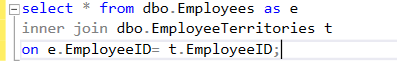 select * from dbo.Employees as e
inner join dbo.EmployeeTerritories t
on e.EmployeeID= t.EmployeeID;